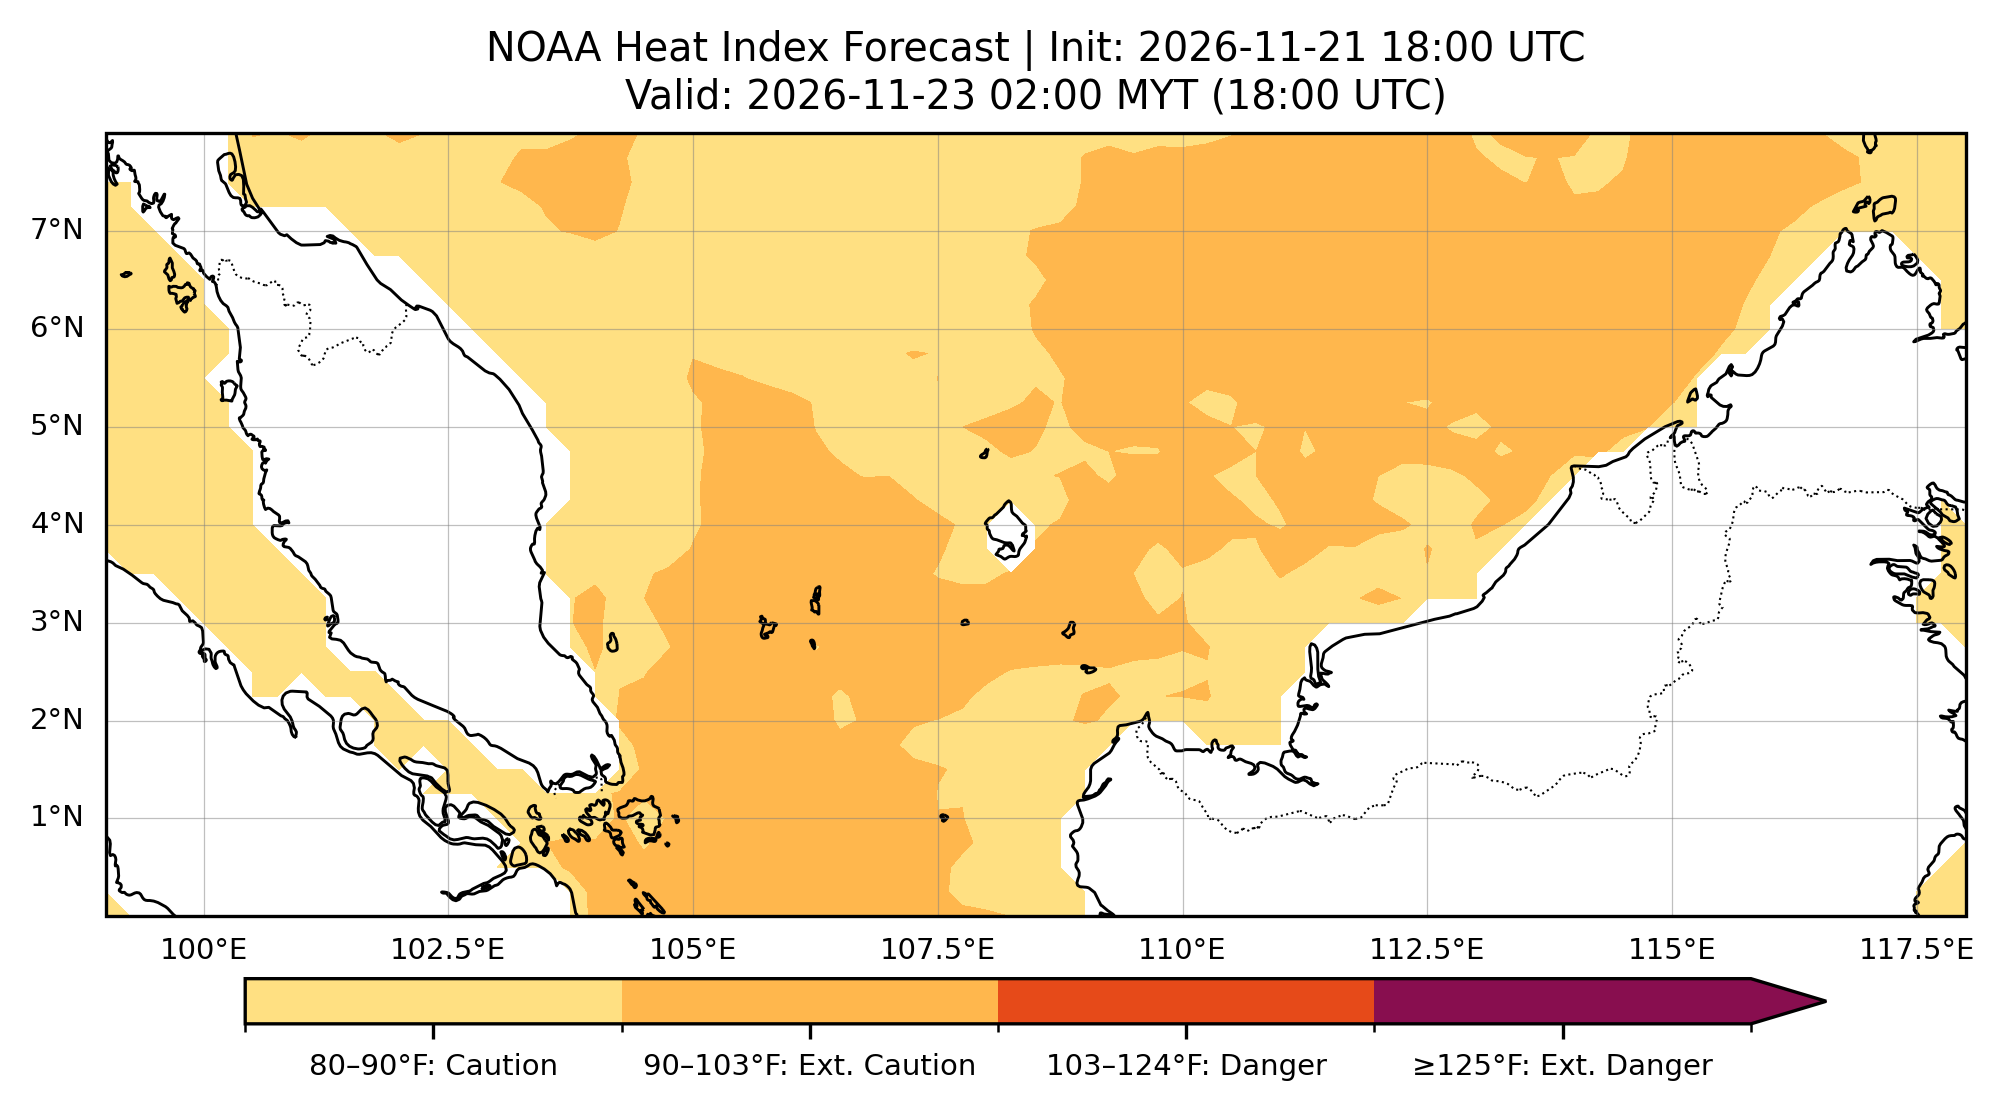 NOAA Heat Index Forecast | Init: 2026-11-21 18:00 UTC
Valid: 2026-11-23 02:00 MYT (18:00 UTC)
7°N
6°N
5°N
4°N
3°N
2°N
1°N
100°E 102.5°E 105°E 107.5°E 110°E 112.5°E 115°E 117.5°E
80–90°F: Caution 90–103°F: Ext. Caution 103–124°F: Danger ≥125°F: Ext. Danger